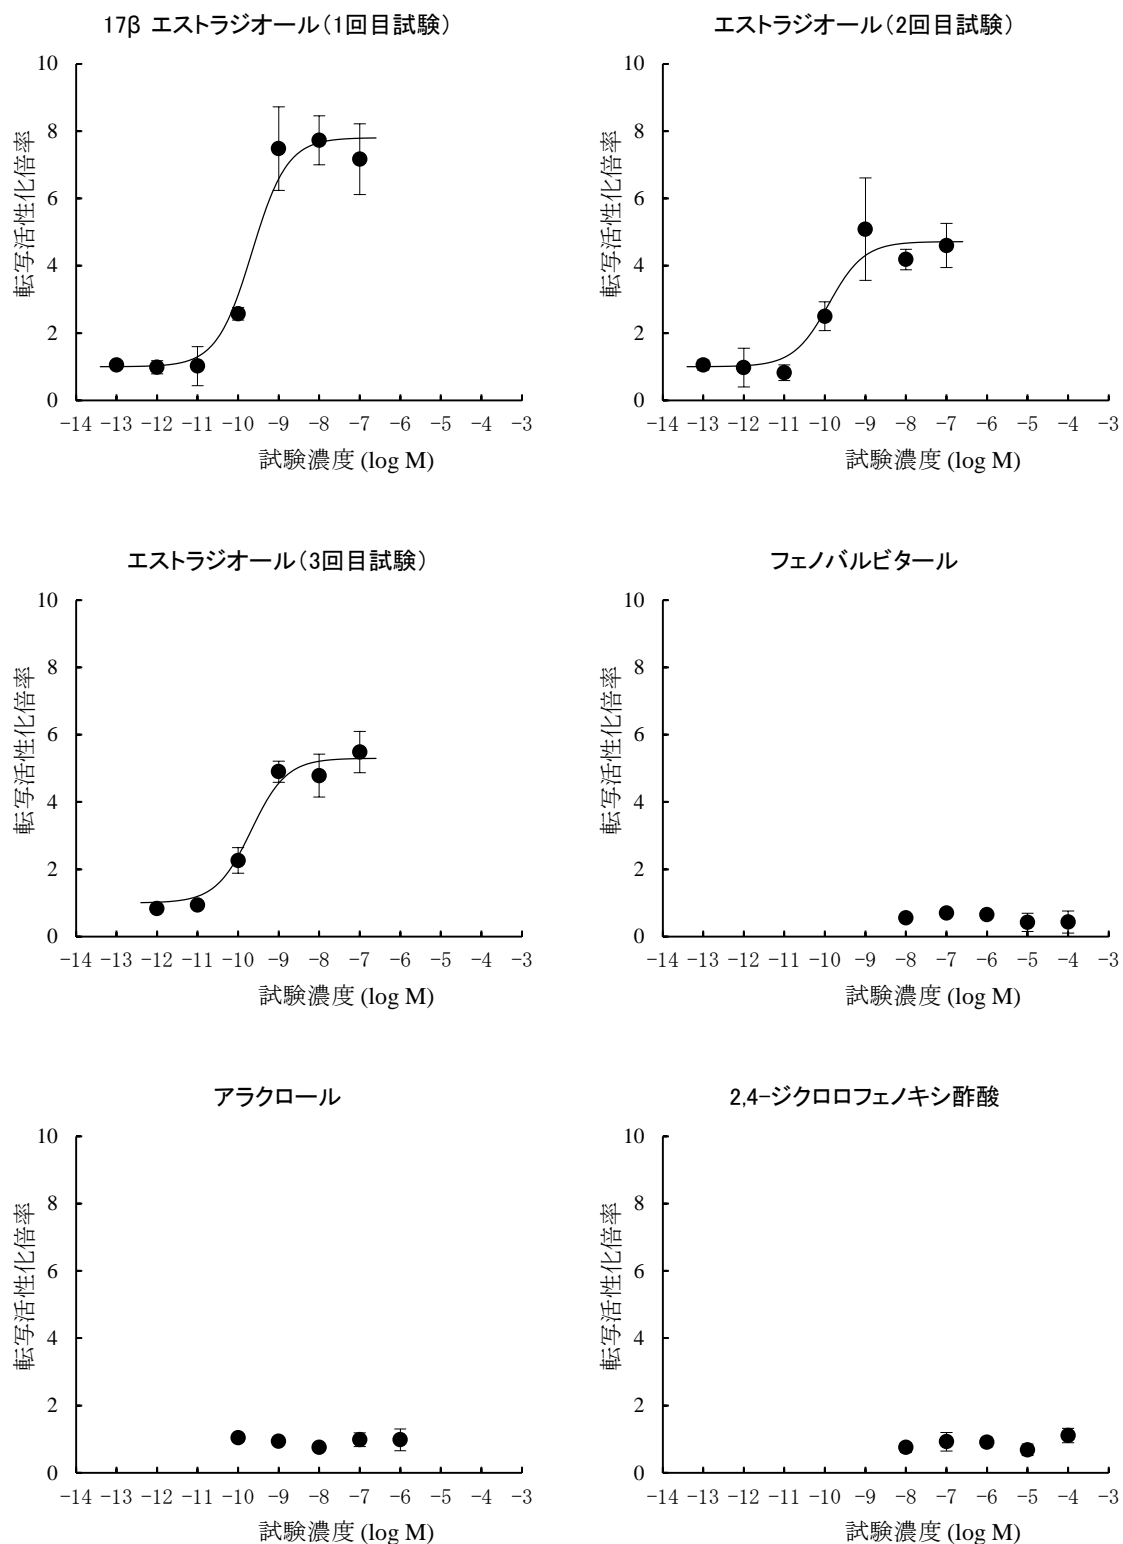 17β エストラジオール（1回目試験）
10
8
6
4
2
0
転写活性化倍率
-14 -13 -12 -11 -10 -9 -8 -7 -6 -5 -4 -3
試験濃度 (log M)
エストラジオール（2回目試験）
10
8
6
4
2
0
転写活性化倍率
-14 -13 -12 -11 -10 -9 -8 -7 -6 -5 -4 -3
試験濃度 (log M)
エストラジオール（3回目試験）
10
8
6
4
2
0
転写活性化倍率
-14 -13 -12 -11 -10 -9 -8 -7 -6 -5 -4 -3
試験濃度 (log M)
フェノバルビタール
10
8
6
4
2
0
転写活性化倍率
-14 -13 -12 -11 -10 -9 -8 -7 -6 -5 -4 -3
試験濃度 (log M)
アラクロール
10
8
6
4
2
0
転写活性化倍率
-14 -13 -12 -11 -10 -9 -8 -7 -6 -5 -4 -3
試験濃度 (log M)
2,4-ジクロロフェノキシ酢酸
10
8
6
4
2
0
転写活性化倍率
-14 -13 -12 -11 -10 -9 -8 -7 -6 -5 -4 -3
試験濃度 (log M)